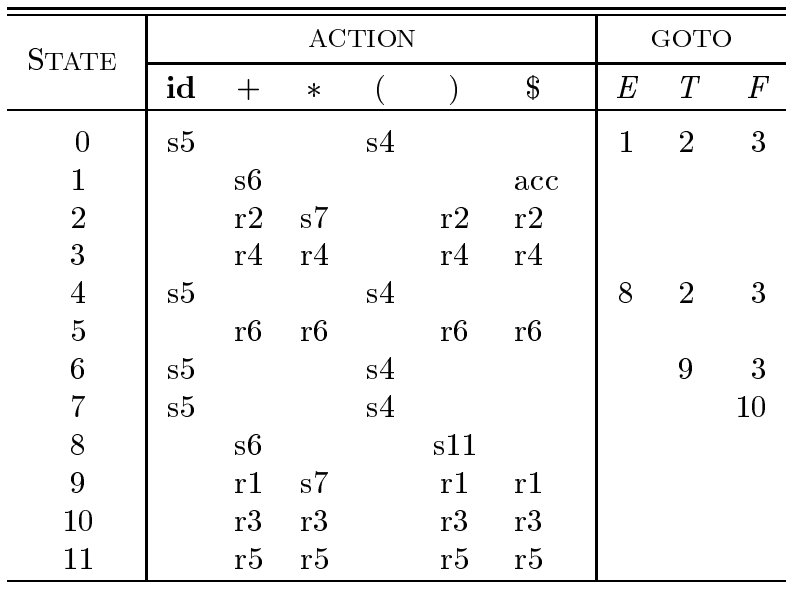 STATE ACTION GOTO
id + * ( ) $ E T F
0 s5 s4 1 2 3
1 s6 acc
2 r2 s7 r2 r2
3 r4 r4 r4 r4
4 s5 s4 8 2 3
5 r6 r6 r6 r6
6 s5 s4 9 3
7 s5 s4 10
8 s6 s11
9 r1 s7 r1 r1
10 r3 r3 r3 r3
11 r5 r5 r5 r5